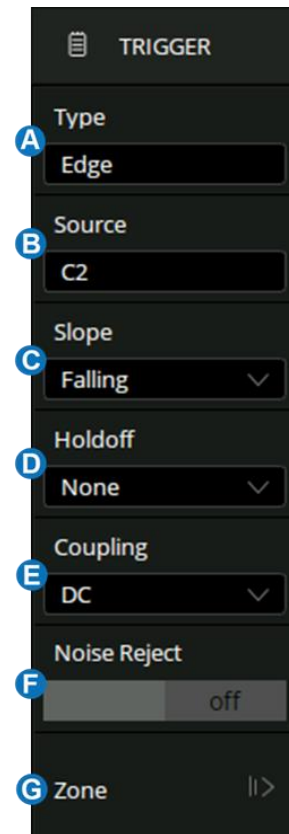 TRIGGER
Type
A
Edge
Source
B
C2
Slope
C
Falling
Holdoff
D
None
Coupling
E
DC
Noise Reject
F
off
G Zone